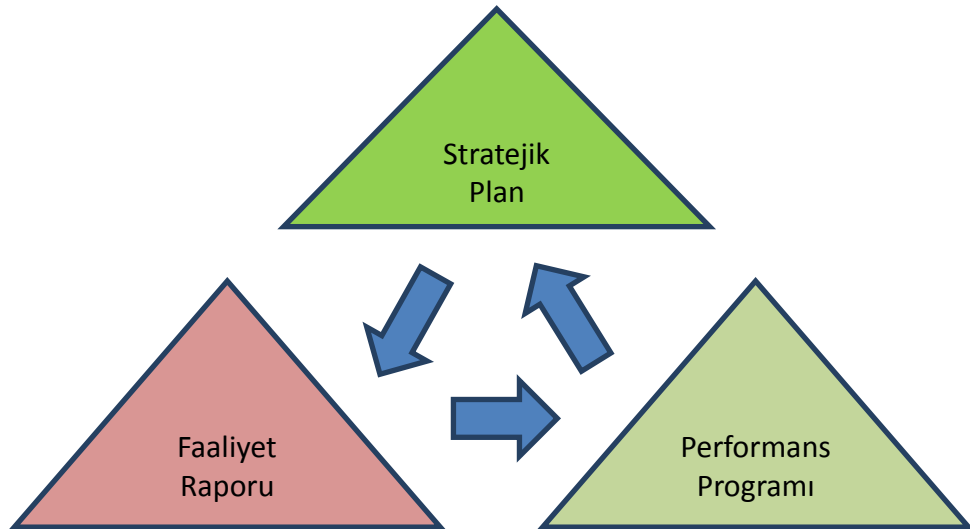 Stratejik
Plan
Faaliyet
Raporu
Performans
Programı